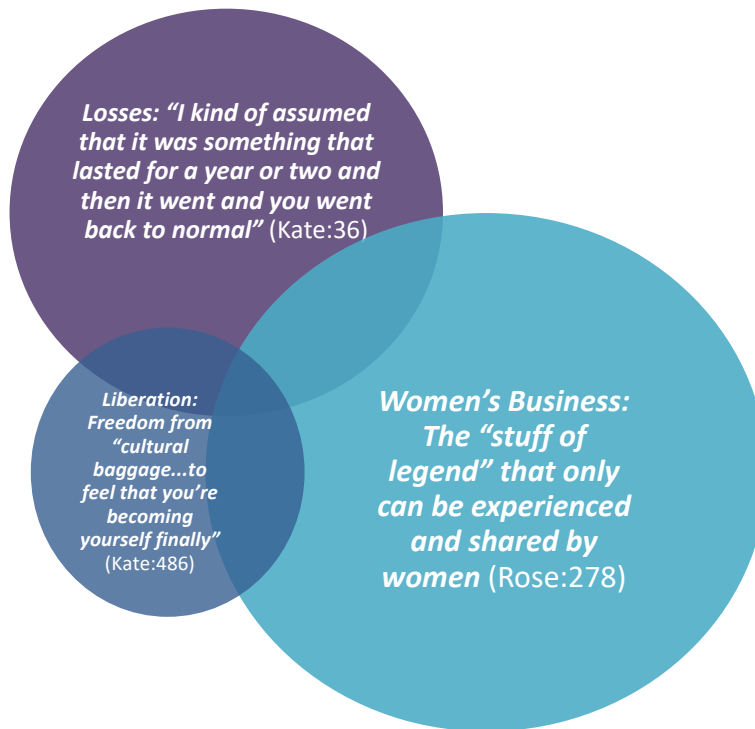 Losses: “I kind of assumed
that it was something that
lasted for a year or two and
then it went and you went
back to normal” (Kate:36)
Liberation:
Freedom from
“cultural
baggage...to
feel that you’re
becoming
yourself finally”
(Kate:486)
Women’s Business:
The “stuff of
legend” that only
can be experienced
and shared by
women (Rose:278)